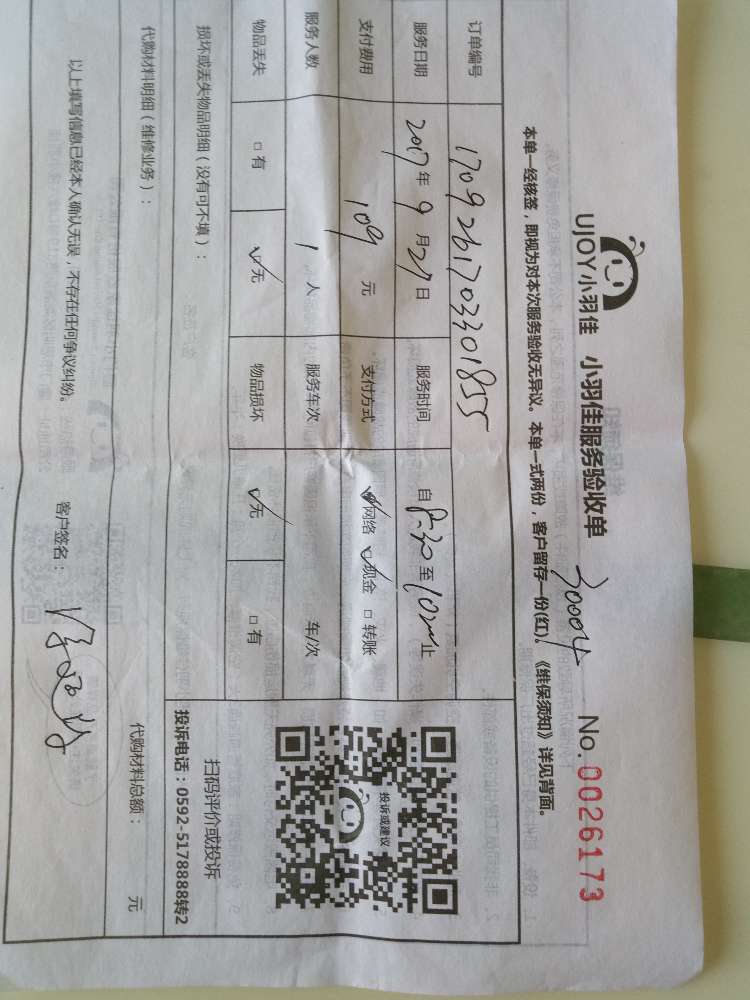 UJOY小羽佳 小羽佳服务验收单 30004 No. 0026173
本单一经核签，即视为对本次服务验收无异议。本单一式两份，客户留存一份(红)。《维保须知》详见背面。
订单编号 1709261703301855
服务日期 2017年9月27日 服务时间 自8:30至10:30止
支付费用 109元 支付方式 ☑网络 ☑现金 □转账
服务人数 1人 服务车次 车/次
物品丢失 □有 ☑无 物品损坏 ☑无 □有
损坏或丢失物品明细（没有可不填）：
代购材料明细（维修业务）：
代购材料总额： 元
以上填写信息已经本人确认无误，不存在任何争议纠纷。 客户签名：
投诉或建议
扫码评价或投诉
投诉电话：0592-5178888转2